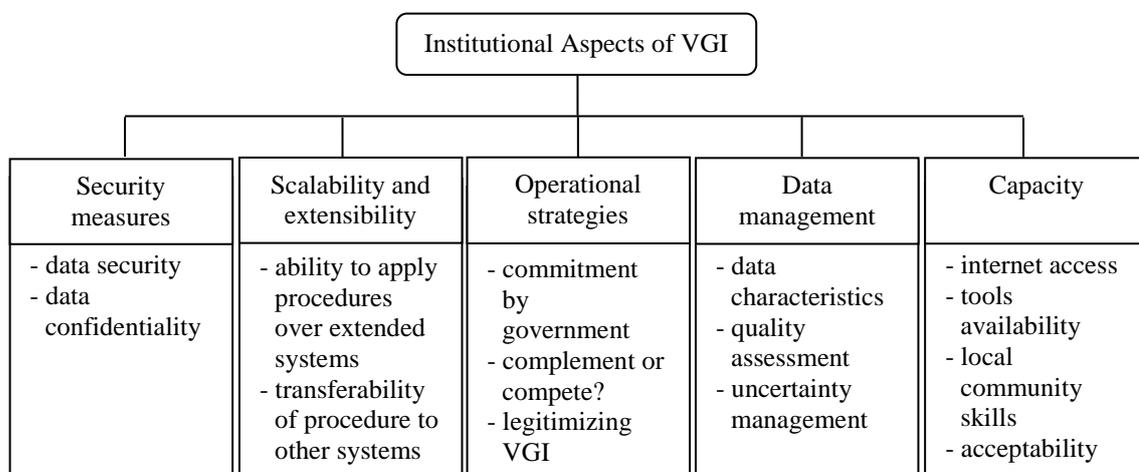 Institutional Aspects of VGI
Security
measures
- data security
- data
confidentiality
Scalability and
extensibility
- ability to apply
procedures
over extended
systems
- transferability
of procedure to
other systems
Operational
strategies
- commitment
by
government
- complement or
compete?
- legitimizing
VGI
Data
management
- data
characteristics
- quality
assessment
- uncertainty
management
Capacity
- internet access
- tools
availability
- local
community
skills
- acceptability